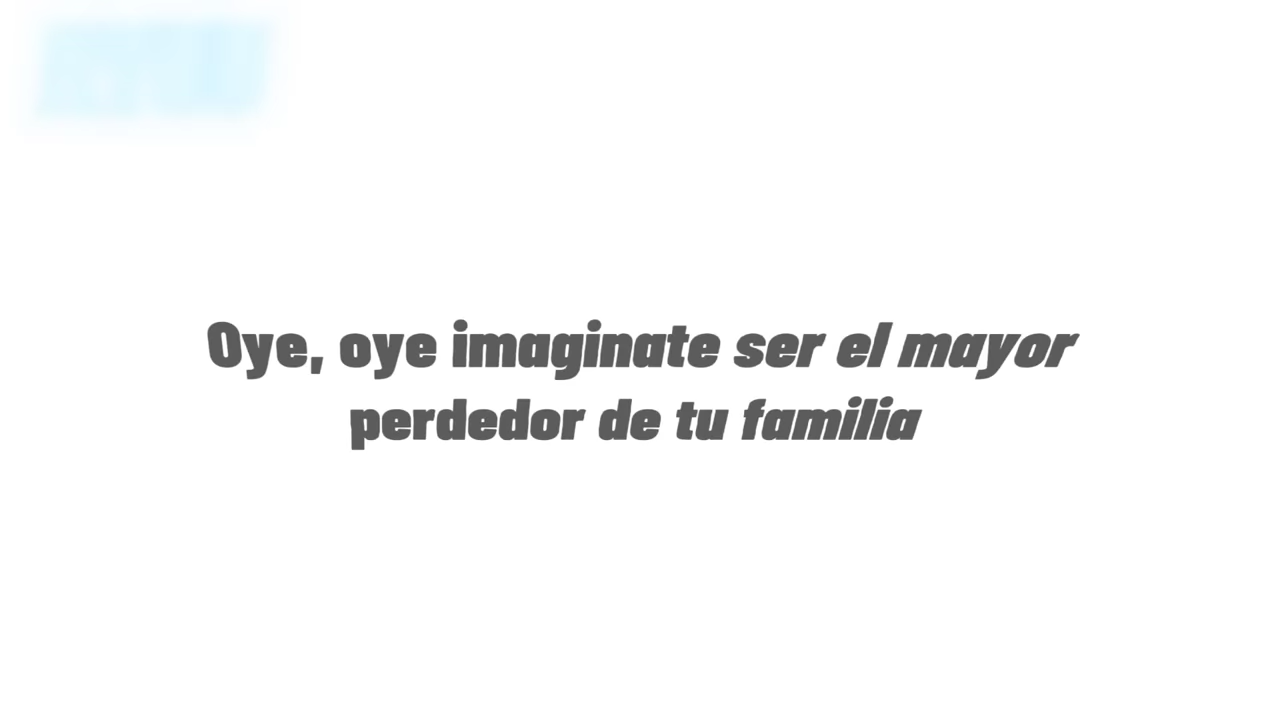 Oye, oye imaginate ser el mayor
perdedor de tu familia